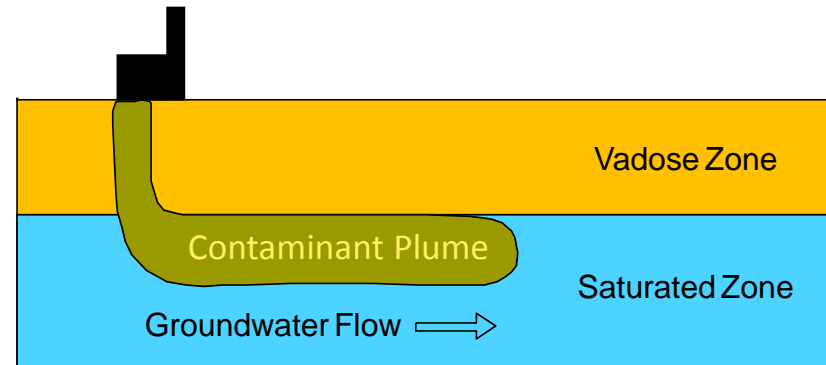 Vadose Zone
Contaminant Plume
Saturated Zone
Groundwater Flow